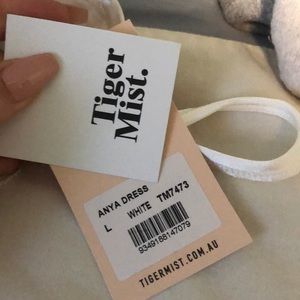 Tiger
Mist.
ANYA DRESS
L WHITE TM7473
9349186147079
TIGERMIST.COM.AU